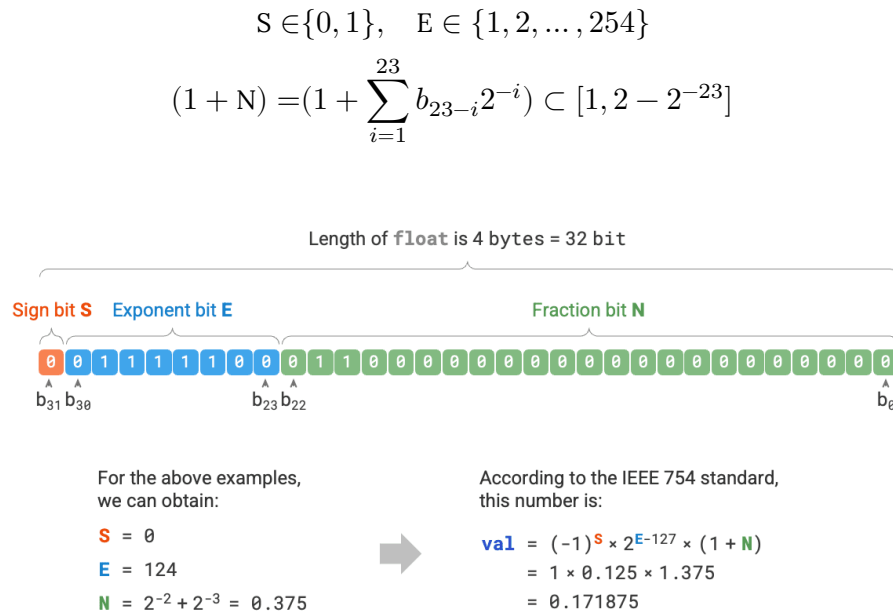 S ∈{0, 1}, E ∈ {1, 2, … , 254}
(1 + N) =(1 + ∑_{i=1}^{23} b_{23−i}2^{−i}) ⊂ [1, 2 − 2^{−23}]
Length of float is 4 bytes = 32 bit
Sign bit S Exponent bit E Fraction bit N
0 0 1 1 1 1 1 0 0 0 1 1 0 0 0 0 0 0 0 0 0 0 0 0 0 0 0 0 0 0 0 0
b₃₁ b₃₀ b₂₃ b₂₂ b₀
For the above examples,
we can obtain:
S = 0
E = 124
N = 2⁻² + 2⁻³ = 0.375
According to the IEEE 754 standard,
this number is:
val = (-1)^S × 2^{E-127} × (1 + N)
= 1 × 0.125 × 1.375
= 0.171875